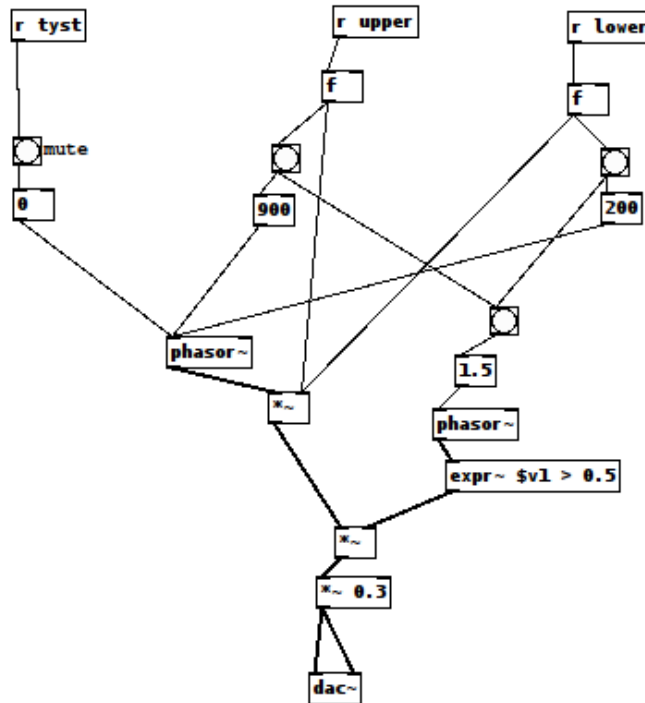 r tyst
r upper
r lower
f
f
mute
0
900
200
phasor~
1.5
*~
phasor~
expr~ $v1 > 0.5
*~
*~ 0.3
dac~